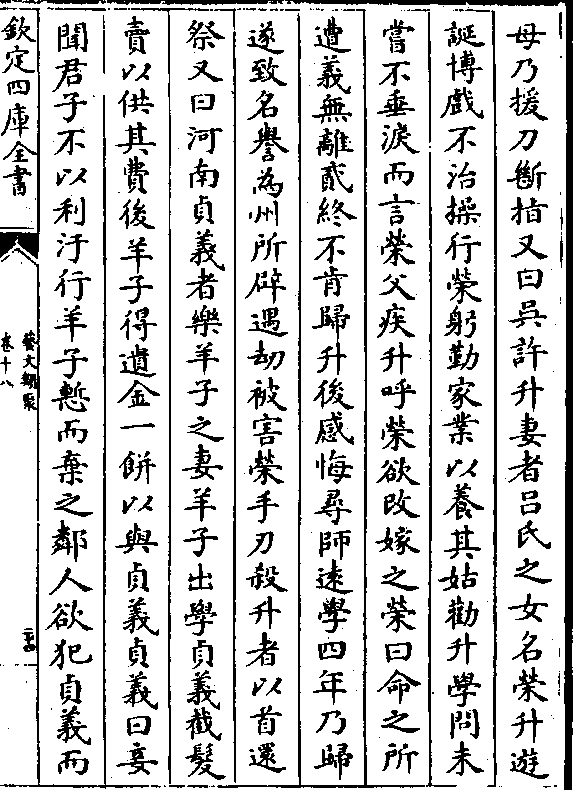 母乃援刀斷指又曰吳許升妻者呂氏之女名榮升遊
誕博戲不治操行榮躬勤家業以養其姑勸升學問未
嘗不垂淚而言榮父疾升呼榮欲改嫁之榮曰命之所
遭義無離貳終不肯歸升後感悔尋師遠學四年乃歸
遂致名譽為州所辟遇劫被害榮手刃殺升者以首還
祭又曰河南貞義者樂羊子之妻羊子出學貞義截髮
賣以供其費後羊子得遺金一餅以與貞義貞義曰妾
聞君子不以利汙行羊子慙而棄之鄰人欲犯貞義而
欽定四庫全書
藝文類聚
卷十八
二十四